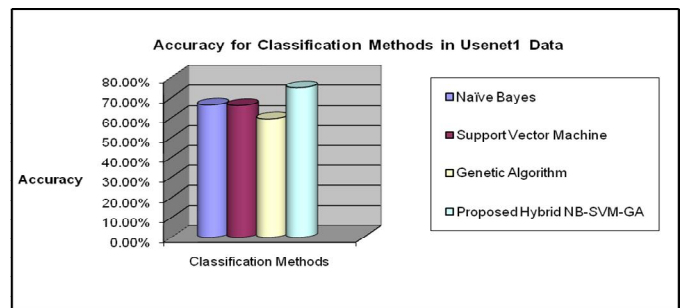 Accuracy for Classification Methods in Usenet1 Data
80.00%
70.00%
60.00%
50.00%
40.00%
30.00%
20.00%
10.00%
0.00%
Accuracy
Classification Methods
Naïve Bayes
Support Vector Machine
Genetic Algorithm
Proposed Hybrid NB-SVM-GA